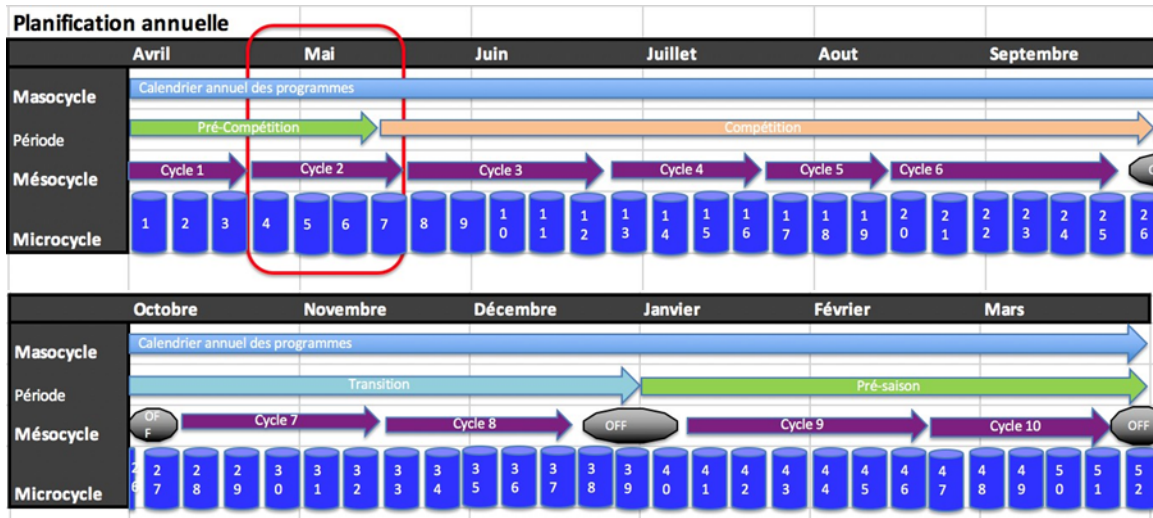 Planification annuelle
Avril Mai Juin Juillet Aout Septembre
Masocycle Calendrier annuel des programmes
Période Pré-Compétition Compétition
Mésocycle Cycle 1 Cycle 2 Cycle 3 Cycle 4 Cycle 5 Cycle 6
Microcycle 1 2 3 4 5 6 7 8 9 10 11 12 13 14 15 16 17 18 19 20 21 22 23 24 25 26
Octobre Novembre Décembre Janvier Février Mars
Masocycle Calendrier annuel des programmes
Période Transition Pré-saison
Mésocycle OFF Cycle 7 Cycle 8 OFF Cycle 9 Cycle 10 OFF
Microcycle 26 27 28 29 30 31 32 33 34 35 36 37 38 39 40 41 42 43 44 45 46 47 48 49 50 51 52